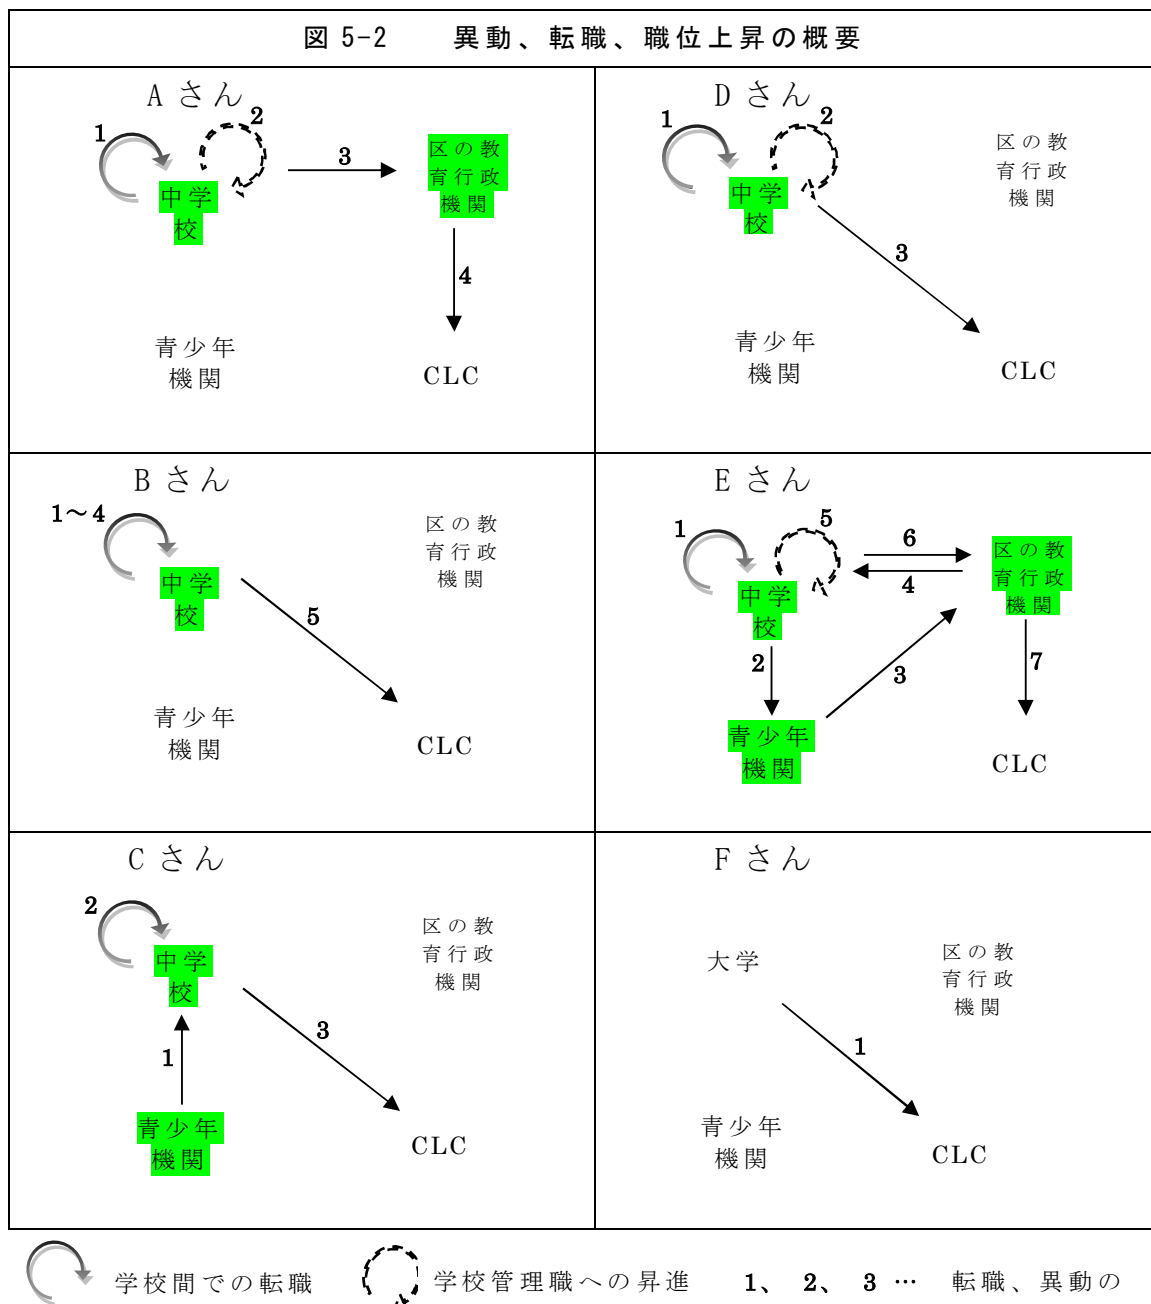 図 5-2 異動、転職、職位上昇の概要
A さん
1
2
3
区の教
育行政
機関
中学
校
4
青少年
機関
CLC
D さん
1
2
区の教
育行政
機関
中学
校
3
青少年
機関
CLC
B さん
1～4
区の教
育行政
機関
中学
校
5
青少年
機関
CLC
E さん
1
5
6
4
区の教
育行政
機関
中学
校
2
3
7
青少年
機関
CLC
C さん
2
区の教
育行政
機関
中学
校
1
3
青少年
機関
CLC
F さん
大学
区の教
育行政
機関
1
青少年
機関
CLC
学校間での転職 学校管理職への昇進 1、 2、 3 … 転職、異動の